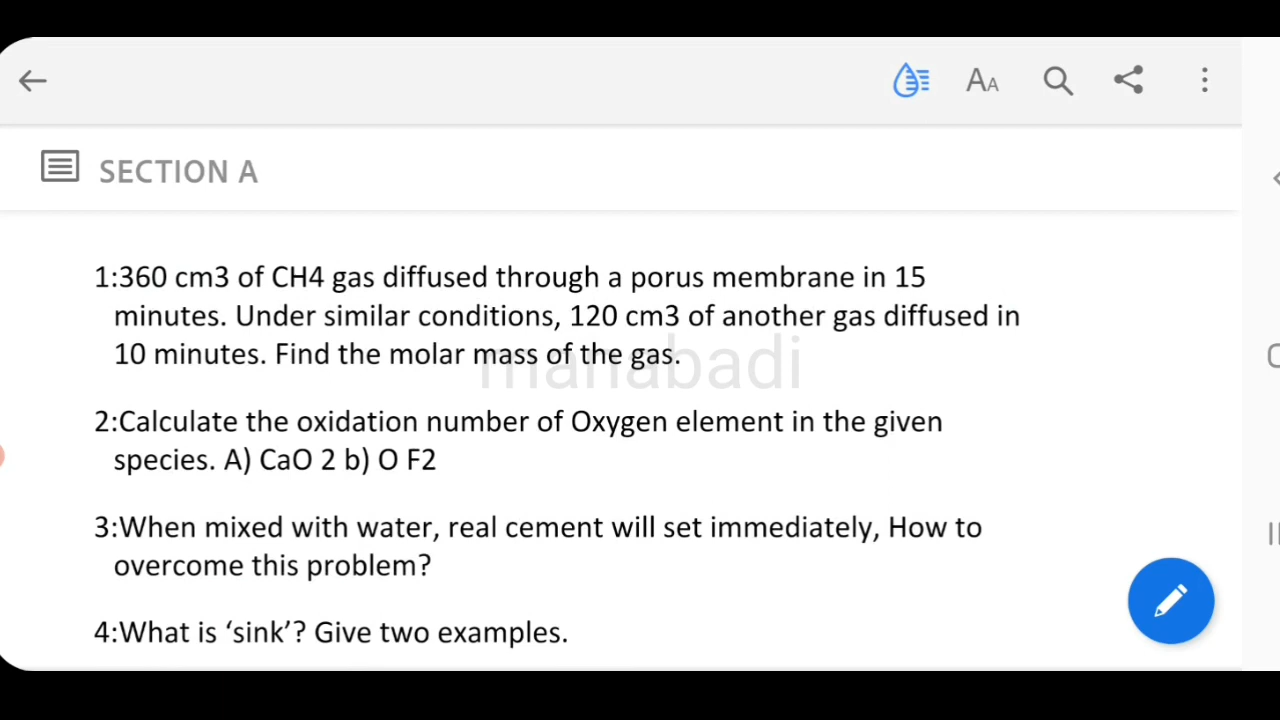 AA
SECTION A
1:360 cm3 of CH4 gas diffused through a porus membrane in 15
minutes. Under similar conditions, 120 cm3 of another gas diffused in
10 minutes. Find the molar mass of the gas.
manabadi
2:Calculate the oxidation number of Oxygen element in the given
species. A) CaO 2 b) O F2
3:When mixed with water, real cement will set immediately, How to
overcome this problem?
4:What is ‘sink’? Give two examples.